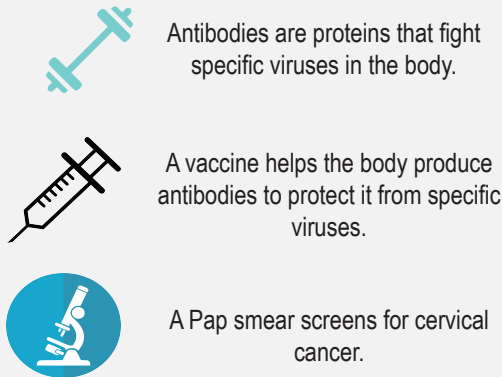 Antibodies are proteins that fight
specific viruses in the body.
A vaccine helps the body produce
antibodies to protect it from specific
viruses.
A Pap smear screens for cervical
cancer.